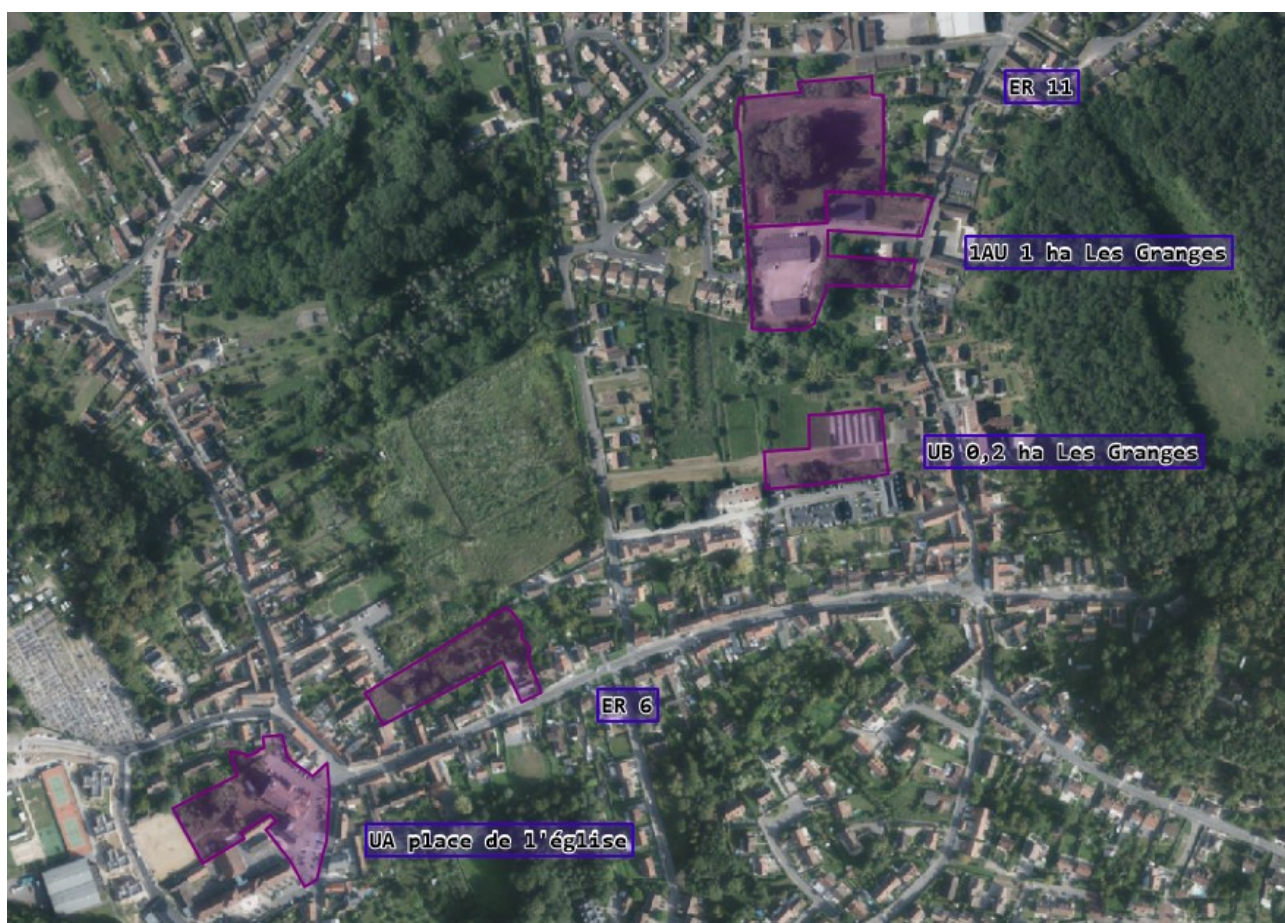 ER 11
1AU 1 ha Les Granges
UB 0,2 ha Les Granges
ER 6
UA place de l'église